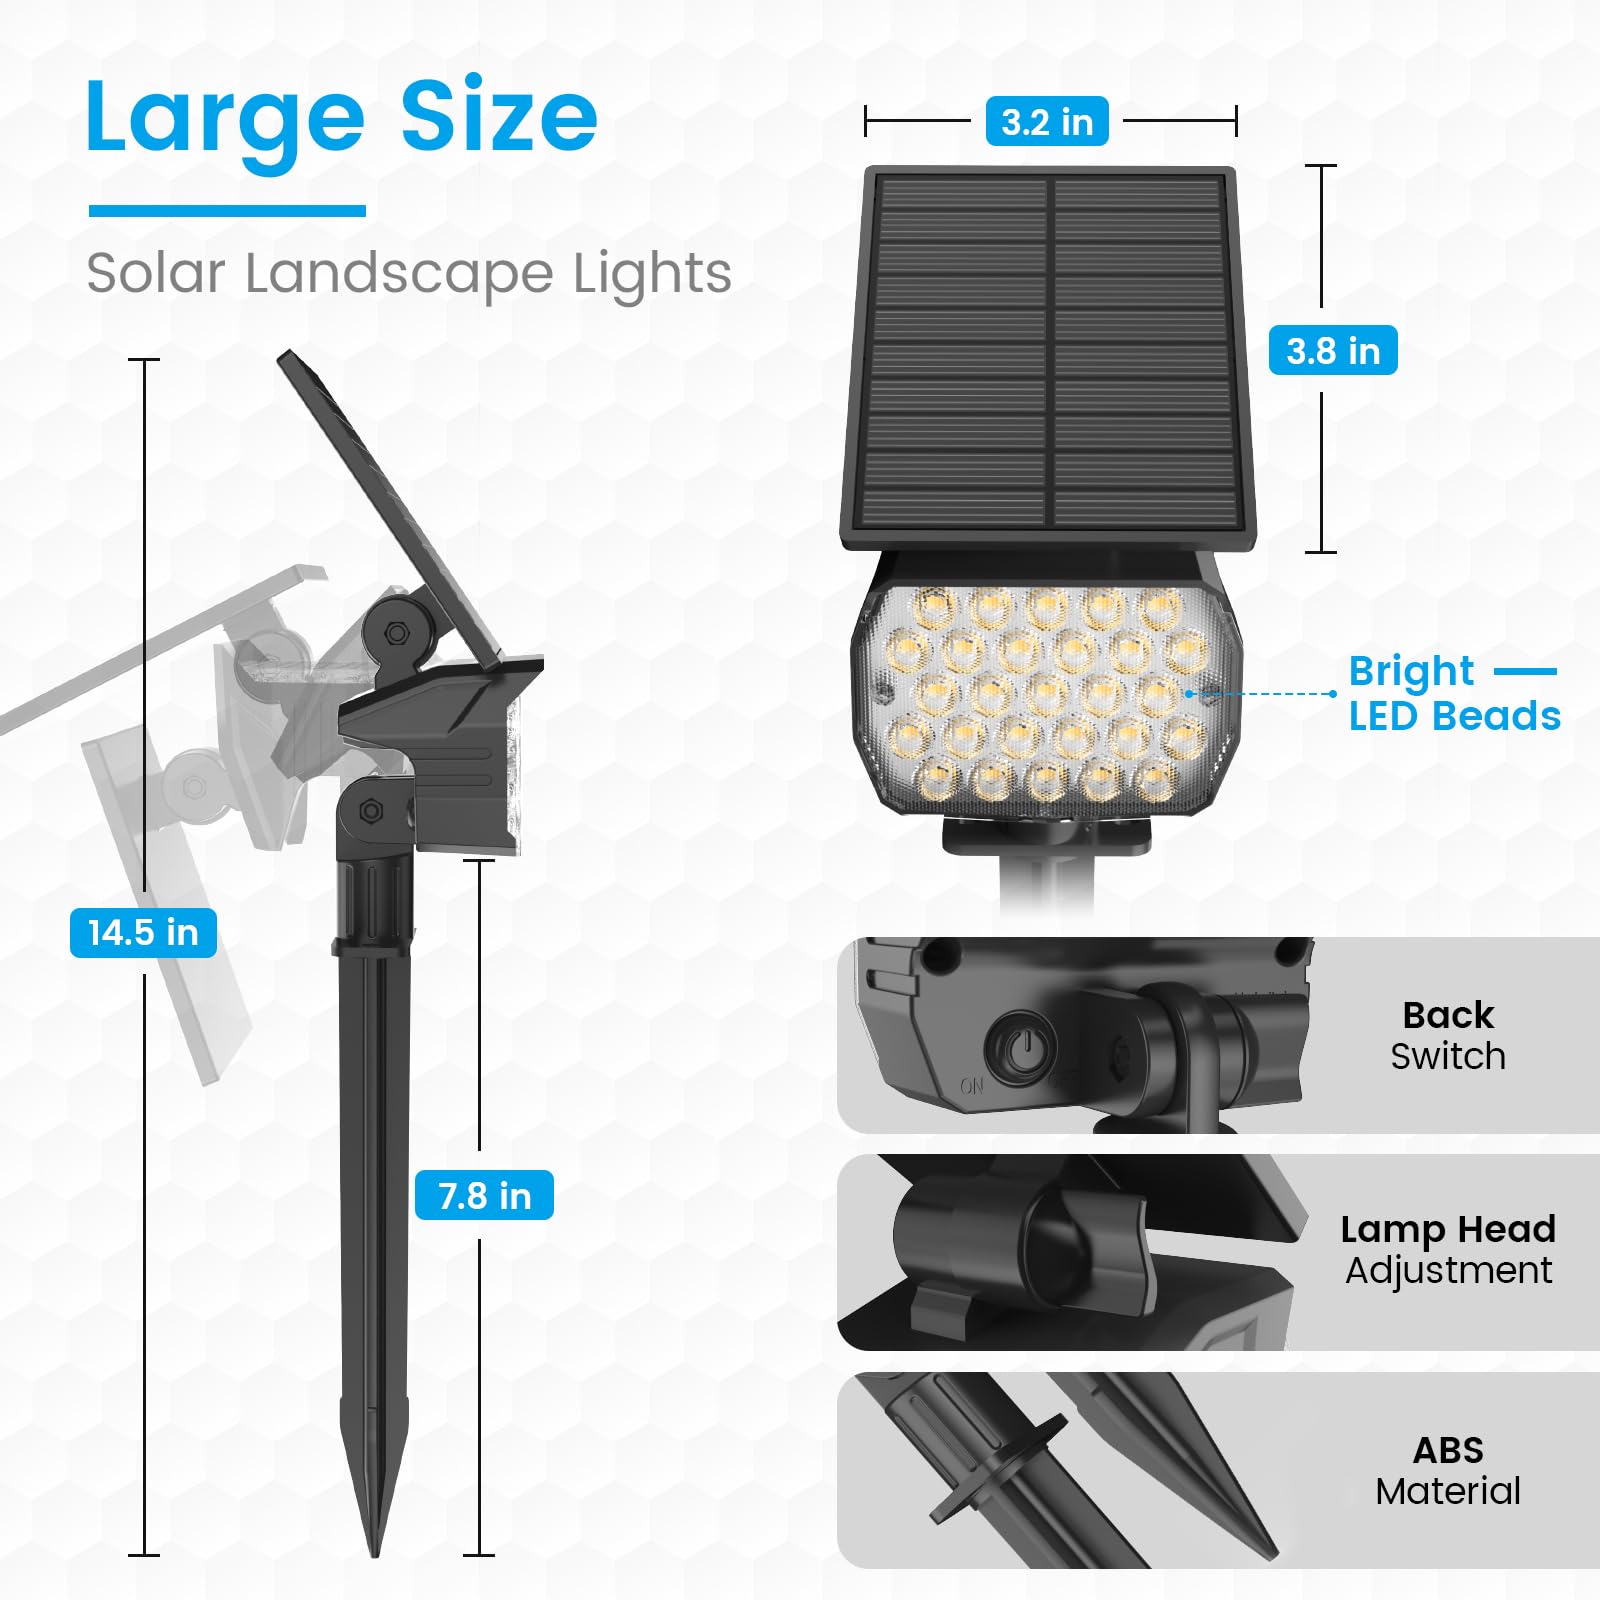 Large Size
Solar Landscape Lights
3.2 in
3.8 in
Bright
LED Beads
14.5 in
7.8 in
ON
Back
Switch
Lamp Head
Adjustment
ABS
Material